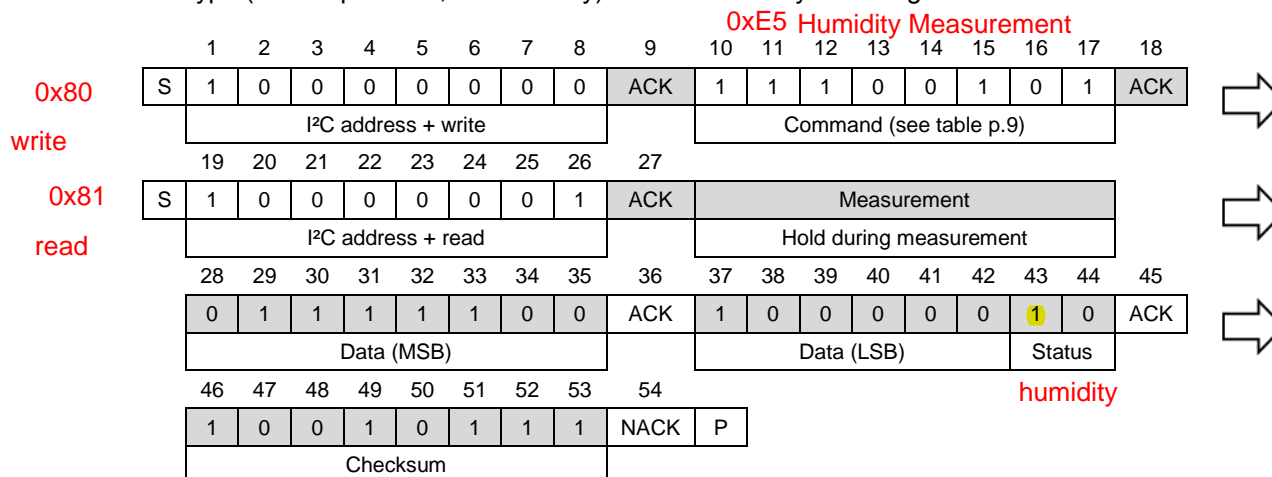 0xE5 Humidity Measurement
1 2 3 4 5 6 7 8 9 10 11 12 13 14 15 16 17 18
0x80
S 1 0 0 0 0 0 0 0 ACK 1 1 1 0 0 1 0 1 ACK
write
I²C address + write Command (see table p.9)
19 20 21 22 23 24 25 26 27
0x81
S 1 0 0 0 0 0 0 1 ACK Measurement
read
I²C address + read Hold during measurement
28 29 30 31 32 33 34 35 36 37 38 39 40 41 42 43 44 45
0 1 1 1 1 1 0 0 ACK 1 0 0 0 0 0 1 0 ACK
Data (MSB) Data (LSB) Status
46 47 48 49 50 51 52 53 54
humidity
1 0 0 1 0 1 1 1 NACK P
Checksum